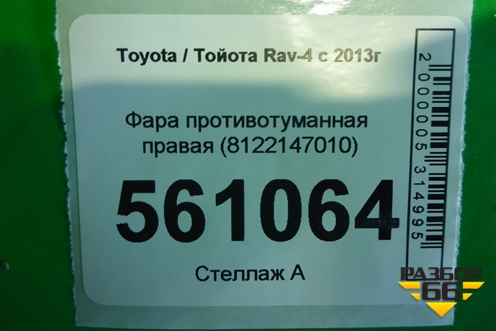 Toyota / Тойота Rav-4 с 2013г
Фара противотуманная
правая (8122147010)
561064
Стеллаж А
2000005314995
РАЗБОР
66